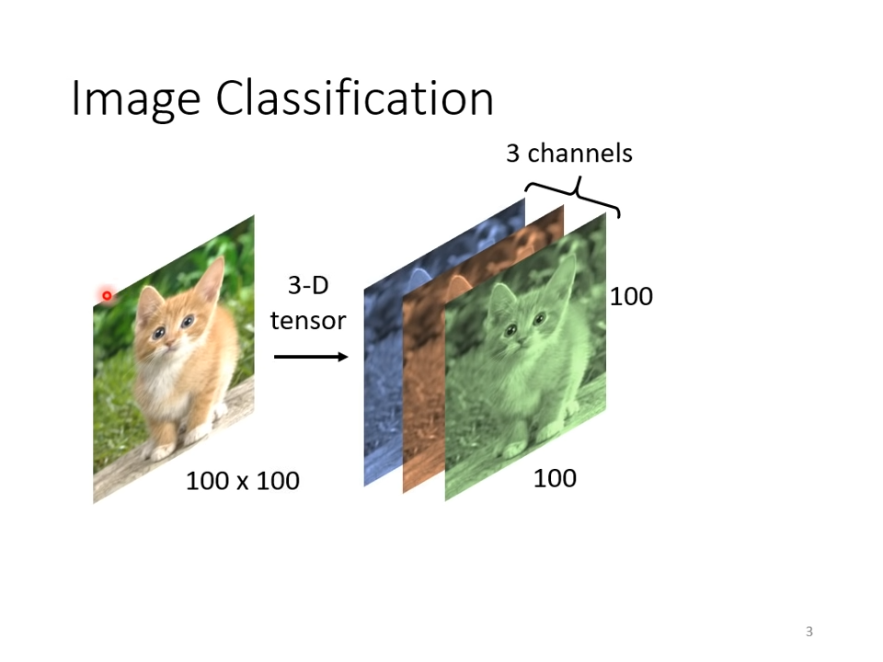 Image Classification
3 channels
3-D
tensor
100
100 x 100
100
3